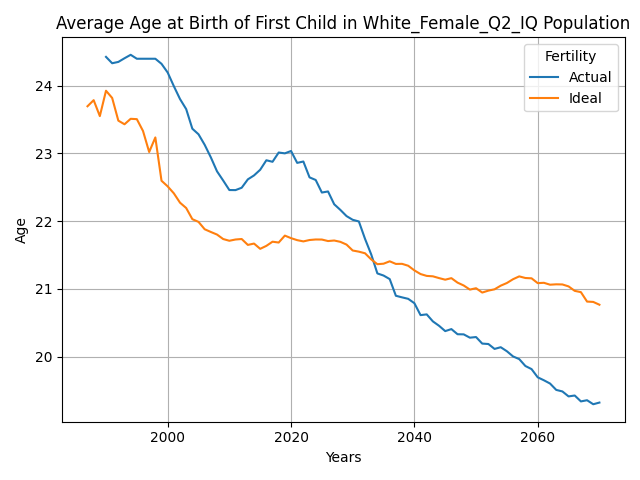 Average Age at Birth of First Child in White_Female_Q2_IQ Population
Fertility
Actual
Ideal
24
23
22
21
20
Age
2000
2020
2040
2060
Years